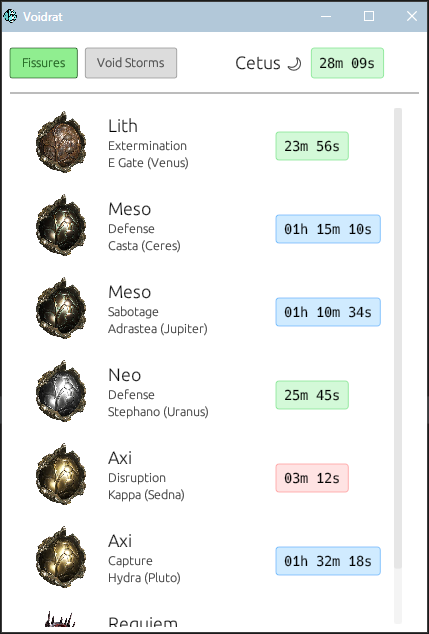 Voidrat
Fissures Void Storms Cetus 28m 09s
Lith
Extermination
E Gate (Venus)
23m 56s
Meso
Defense
Casta (Ceres)
01h 15m 10s
Meso
Sabotage
Adrastea (Jupiter)
01h 10m 34s
Neo
Defense
Stephano (Uranus)
25m 45s
Axi
Disruption
Kappa (Sedna)
03m 12s
Axi
Capture
Hydra (Pluto)
01h 32m 18s
Requiem